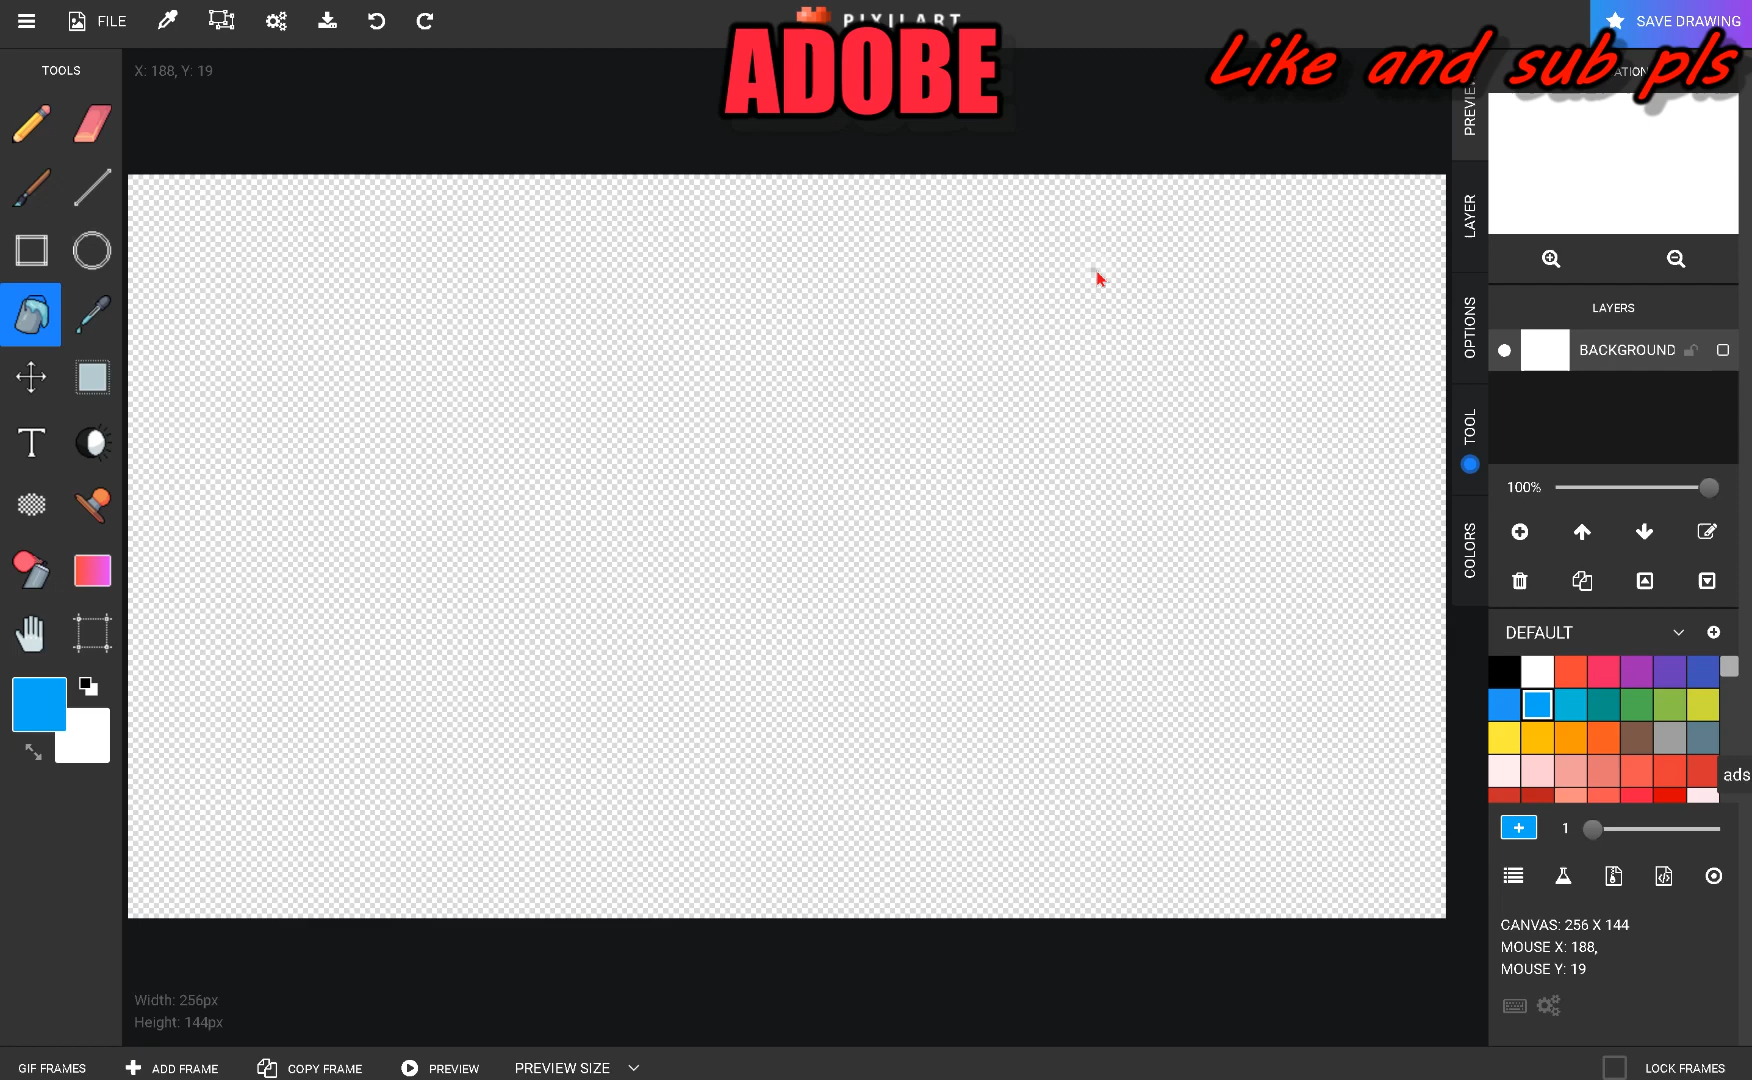 FILE
PIXILART
SAVE DRAWING
ADOBE
Like and sub pls
TOOLS
X: 188, Y: 19
LAYER
OPTIONS
TOOL
COLORS
LAYERS
BACKGROUND
100%
DEFAULT
ads
1
CANVAS: 256 X 144
MOUSE X: 188,
MOUSE Y: 19
Width: 256px
Height: 144px
GIF FRAMES
ADD FRAME
COPY FRAME
PREVIEW
PREVIEW SIZE
LOCK FRAMES